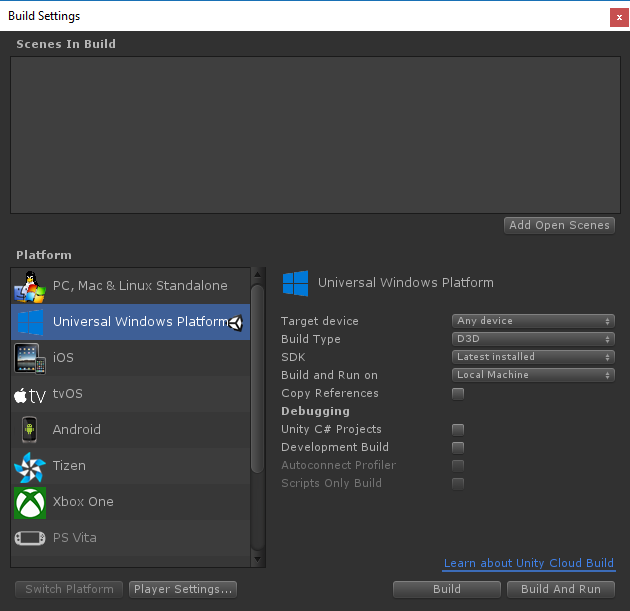 Build Settings
x
Scenes In Build
Add Open Scenes
Platform
PC, Mac & Linux Standalone
Universal Windows Platform
iOS
tv
tvOS
Android
Tizen
Xbox One
PS Vita
Universal Windows Platform
Target device Any device
Build Type D3D
SDK Latest installed
Build and Run on Local Machine
Copy References
Debugging
Unity C# Projects
Development Build
Autoconnect Profiler
Scripts Only Build
Learn about Unity Cloud Build
Switch Platform Player Settings... Build Build And Run